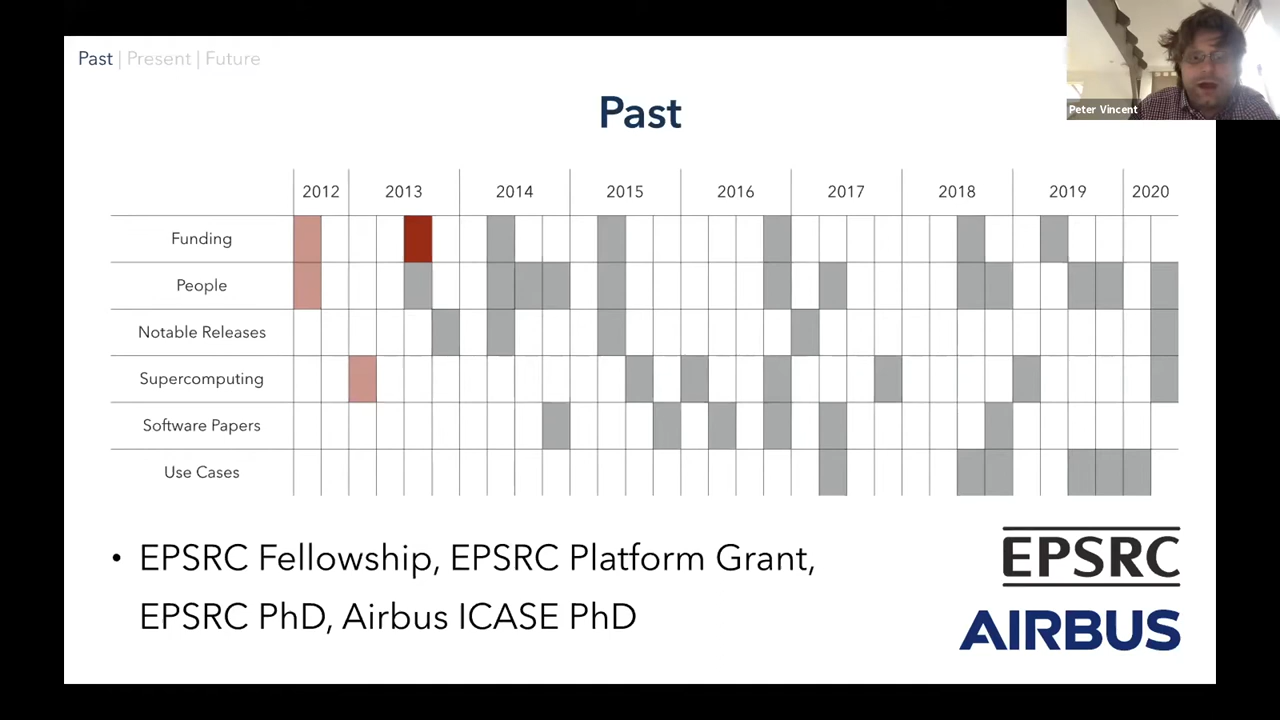 Past | Present | Future
Peter Vincent
Past
2012 2013 2014 2015 2016 2017 2018 2019 2020
Funding
People
Notable Releases
Supercomputing
Software Papers
Use Cases
• EPSRC Fellowship, EPSRC Platform Grant,
EPSRC PhD, Airbus ICASE PhD
EPSRC
AIRBUS